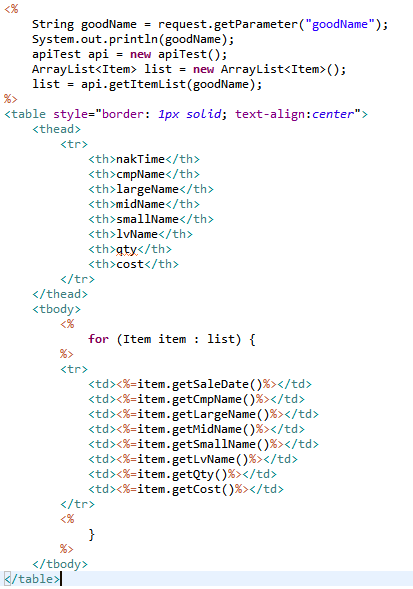 <%
String goodName = request.getParameter("goodName");
System.out.println(goodName);
apiTest api = new apiTest();
ArrayList<Item> list = new ArrayList<Item>();
list = api.getItemList(goodName);
%>
<table style="border: 1px solid; text-align:center">
<thead>
<tr>
<th>nakTime</th>
<th>cmpName</th>
<th>largeName</th>
<th>midName</th>
<th>smallName</th>
<th>lvName</th>
<th>qty</th>
<th>cost</th>
</tr>
</thead>
<tbody>
<%
for (Item item : list) {
%>
<tr>
<td><%=item.getSaleDate()%></td>
<td><%=item.getCmpName()%></td>
<td><%=item.getLargeName()%></td>
<td><%=item.getMidName()%></td>
<td><%=item.getSmallName()%></td>
<td><%=item.getLvName()%></td>
<td><%=item.getQty()%></td>
<td><%=item.getCost()%></td>
</tr>
<%
}
%>
</tbody>
</table>